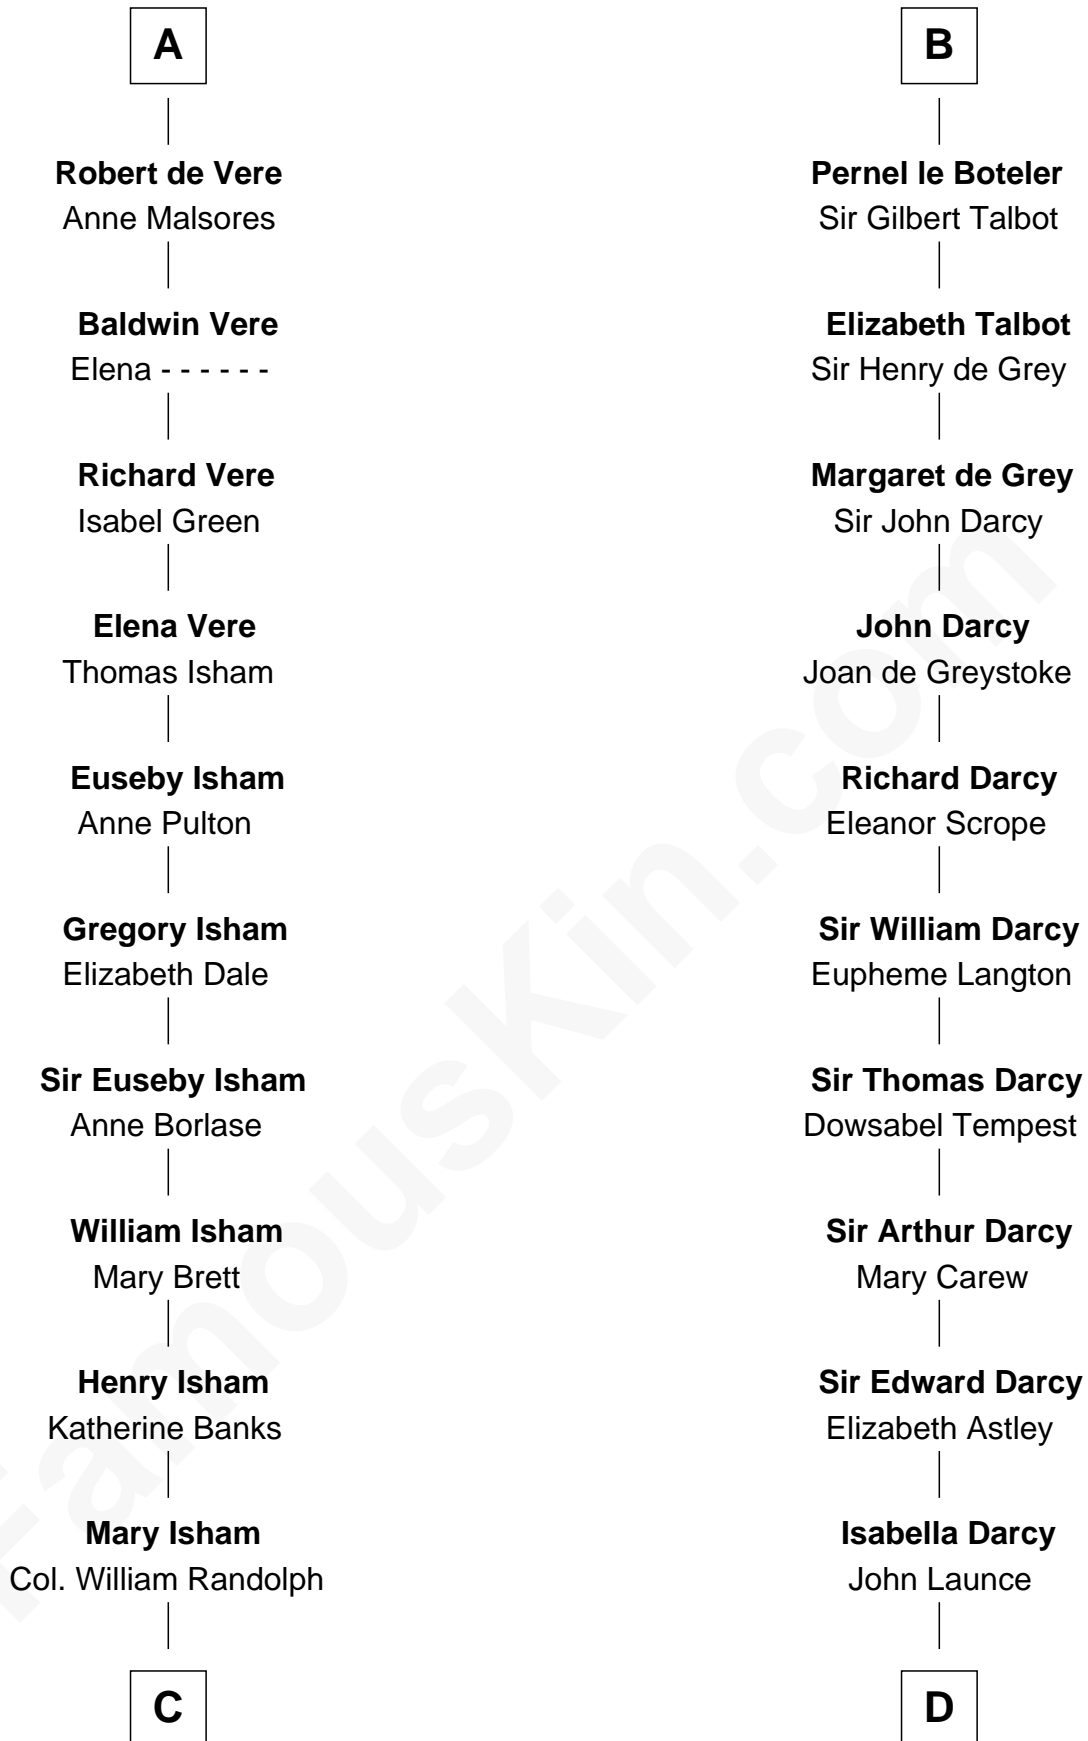 A
Robert de Vere
Anne Malsores
Baldwin Vere
Elena - - - - - -
Richard Vere
Isabel Green
Elena Vere
Thomas Isham
Euseby Isham
Anne Pulton
Gregory Isham
Elizabeth Dale
Sir Euseby Isham
Anne Borlase
William Isham
Mary Brett
Henry Isham
Katherine Banks
Mary Isham
Col. William Randolph
C
B
Pernel le Boteler
Sir Gilbert Talbot
Elizabeth Talbot
Sir Henry de Grey
Margaret de Grey
Sir John Darcy
John Darcy
Joan de Greystoke
Richard Darcy
Eleanor Scrope
Sir William Darcy
Eupheme Langton
Sir Thomas Darcy
Dowsabel Tempest
Sir Arthur Darcy
Mary Carew
Sir Edward Darcy
Elizabeth Astley
Isabella Darcy
John Launce
D
FamousKin.com